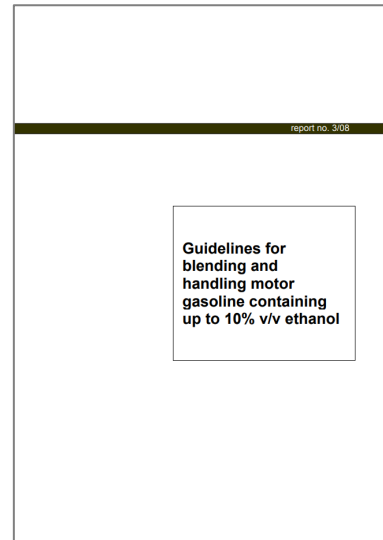 report no. 3/08
Guidelines for
blending and
handling motor
gasoline containing
up to 10% v/v ethanol